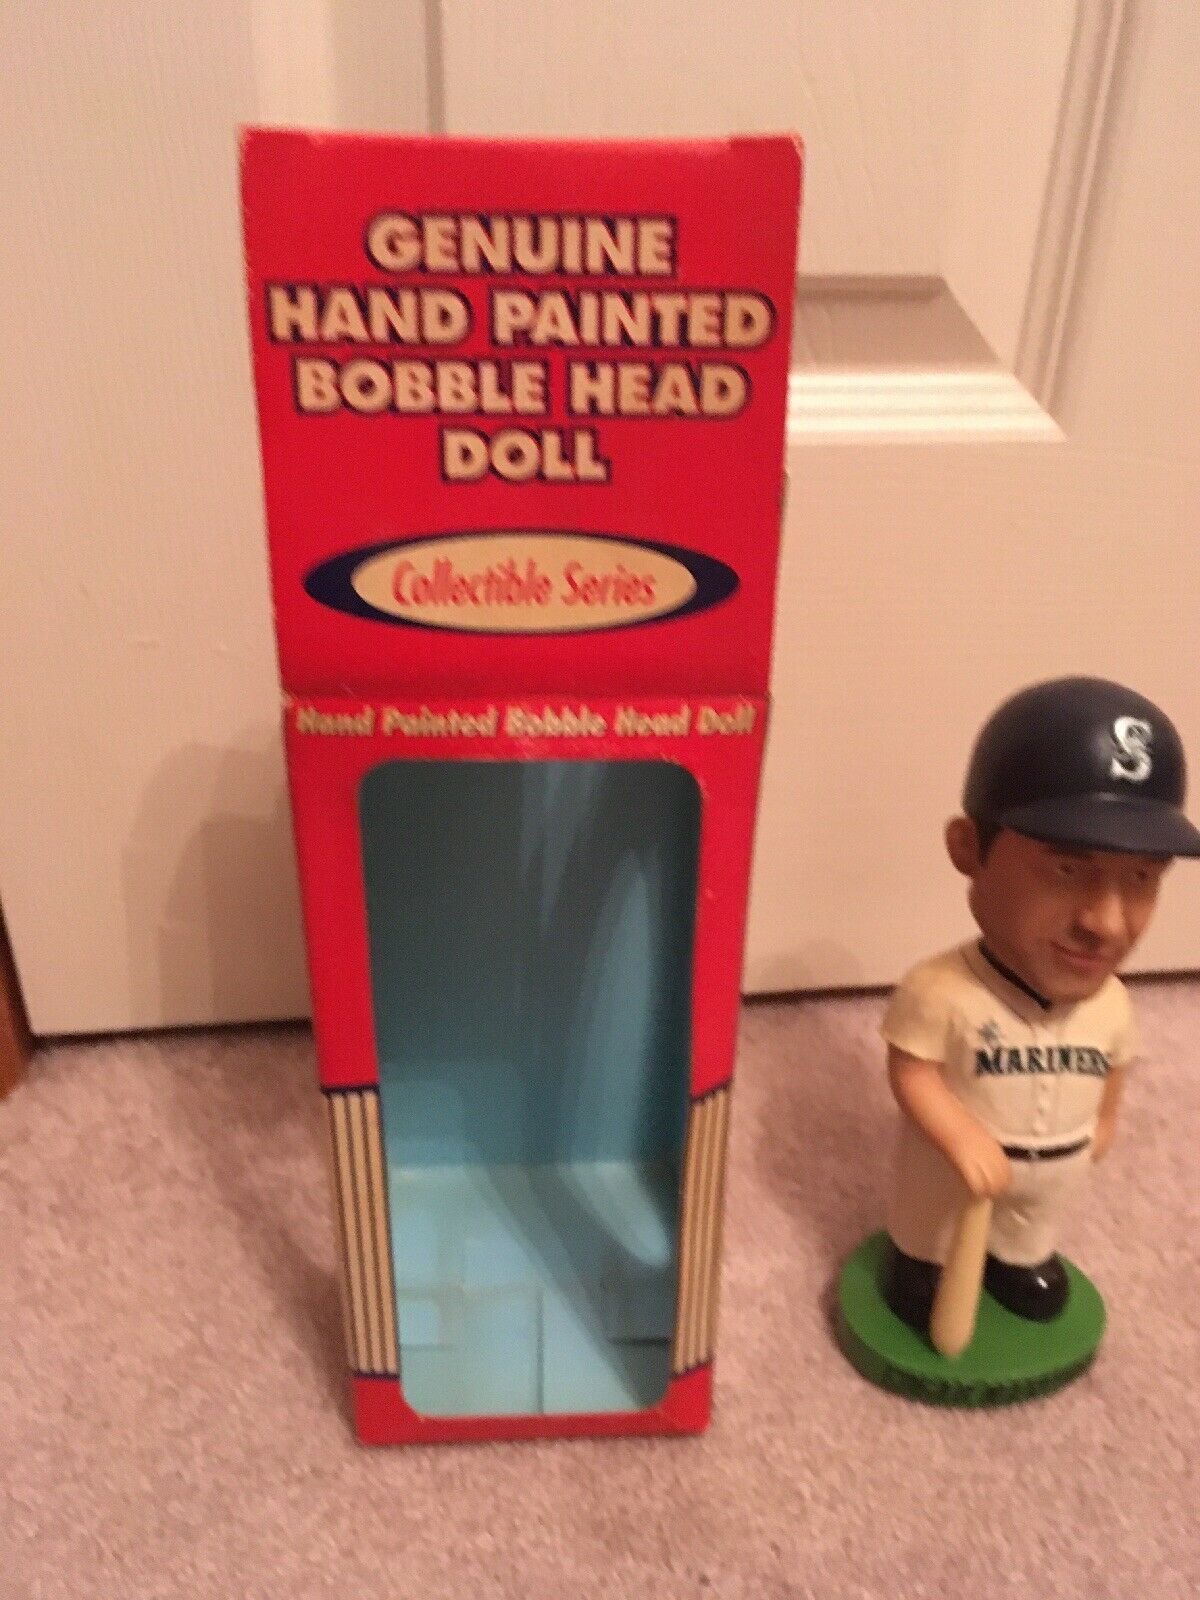 GENUINE
HAND PAINTED
BOBBLE HEAD
DOLL
Collectible Series
Hand Painted Bobble Head Doll
S
MARINERS